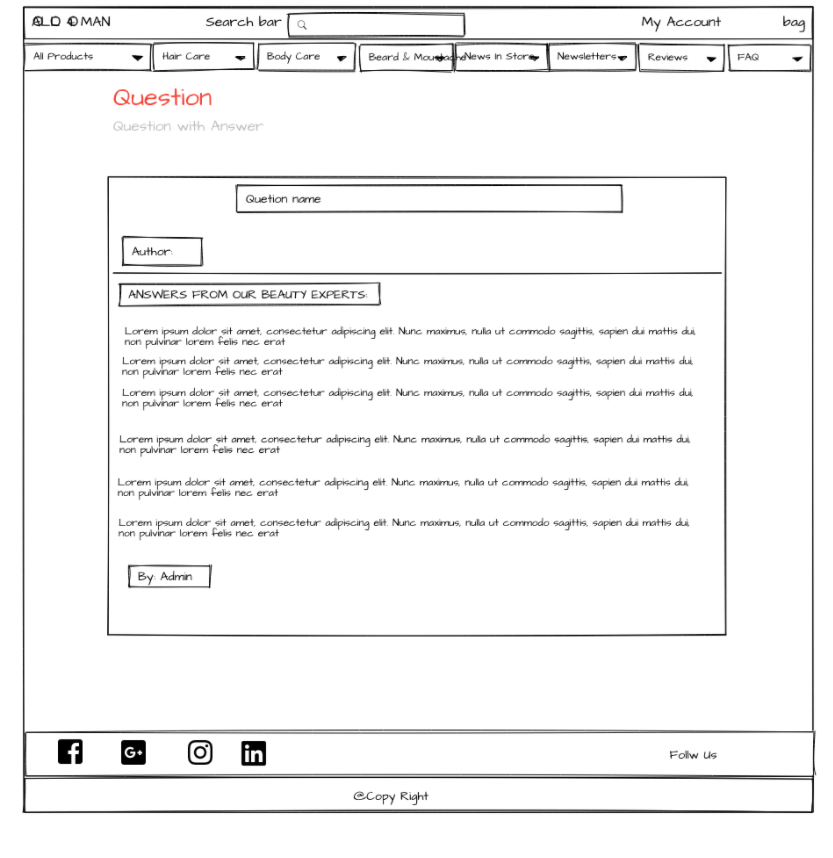 MAN
Search bar
My Account
bag
All Products
Hair Care
Body Care
Beard & Moustache
News In Store
Newsletters
Reviews
FAQ
Question
Question with Answer
Quetion name
Author:
ANSWERS FROM OUR BEAUTY EXPERTS:
Lorem ipsum dolor sit amet, consectetur adipiscing elit. Nunc maximus, nulla ut commodo sagittis, sapien dui mattis dui,
non pulvinar lorem felis nec erat
Lorem ipsum dolor sit amet, consectetur adipiscing elit. Nunc maximus, nulla ut commodo sagittis, sapien dui mattis dui,
non pulvinar lorem felis nec erat
Lorem ipsum dolor sit amet, consectetur adipiscing elit. Nunc maximus, nulla ut commodo sagittis, sapien dui mattis dui,
non pulvinar lorem felis nec erat
Lorem ipsum dolor sit amet, consectetur adipiscing elit. Nunc maximus, nulla ut commodo sagittis, sapien dui mattis dui,
non pulvinar lorem felis nec erat
Lorem ipsum dolor sit amet, consectetur adipiscing elit. Nunc maximus, nulla ut commodo sagittis, sapien dui mattis dui,
non pulvinar lorem felis nec erat
Lorem ipsum dolor sit amet, consectetur adipiscing elit. Nunc maximus, nulla ut commodo sagittis, sapien dui mattis dui,
non pulvinar lorem felis nec erat
By: Admin
f
G+
in
Follw Us
@Copy Right